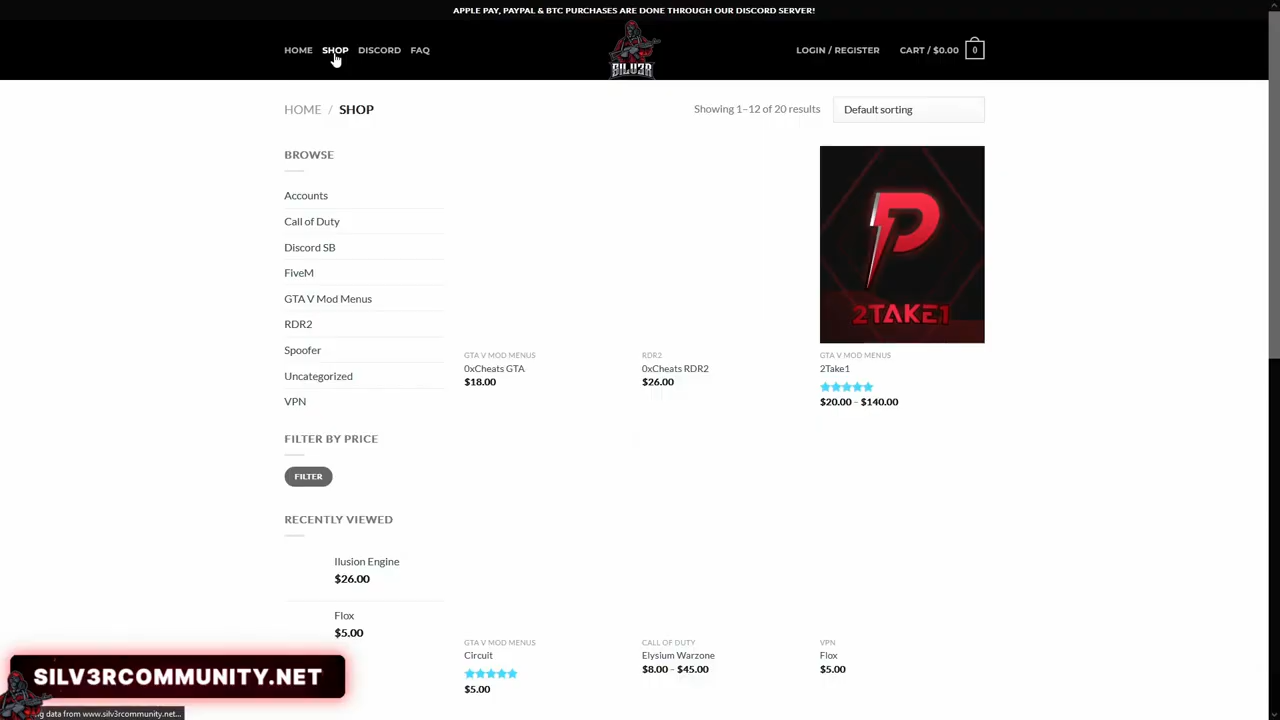 APPLE PAY, PAYPAL & BTC PURCHASES ARE DONE THROUGH OUR DISCORD SERVER!
HOME SHOP DISCORD FAQ
SILV3R
LOGIN / REGISTER CART / $0.00 0
HOME / SHOP
Showing 1–12 of 20 results
Default sorting
BROWSE
Accounts
Call of Duty
Discord SB
FiveM
GTA V Mod Menus
RDR2
Spoofer
Uncategorized
VPN
FILTER BY PRICE
FILTER
RECENTLY VIEWED
Ilusion Engine
$26.00
Flox
$5.00
GTA V MOD MENUS
0xCheats GTA
$18.00
RDR2
0xCheats RDR2
$26.00
P
2TAKE1
GTA V MOD MENUS
2Take1
$20.00 – $140.00
GTA V MOD MENUS
Circuit
$5.00
CALL OF DUTY
Elysium Warzone
$8.00 – $45.00
VPN
Flox
$5.00
SILV3RCOMMUNITY.NET
g data from www.silv3rcommunity.net...